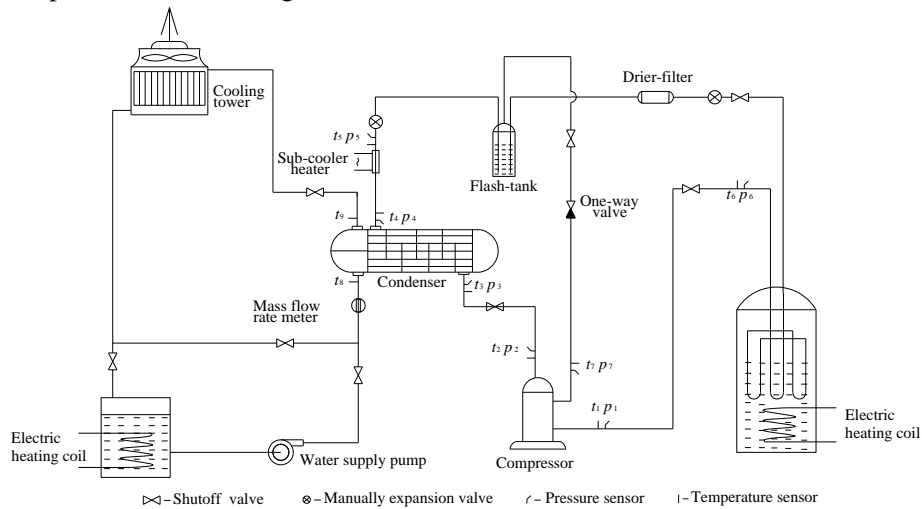 Cooling
tower
Drier-filter
t5 p5
Sub-cooler
heater
Flash-tank
One-way
valve
t6 p6
t9
t4 p4
t8
Condenser
t3 p3
Mass flow
rate meter
t2 p2
t7 p7
t1 p1
Electric
heating coil
Water supply pump
Compressor
Electric
heating coil
– Shutoff valve
– Manually expansion valve
– Pressure sensor
– Temperature sensor